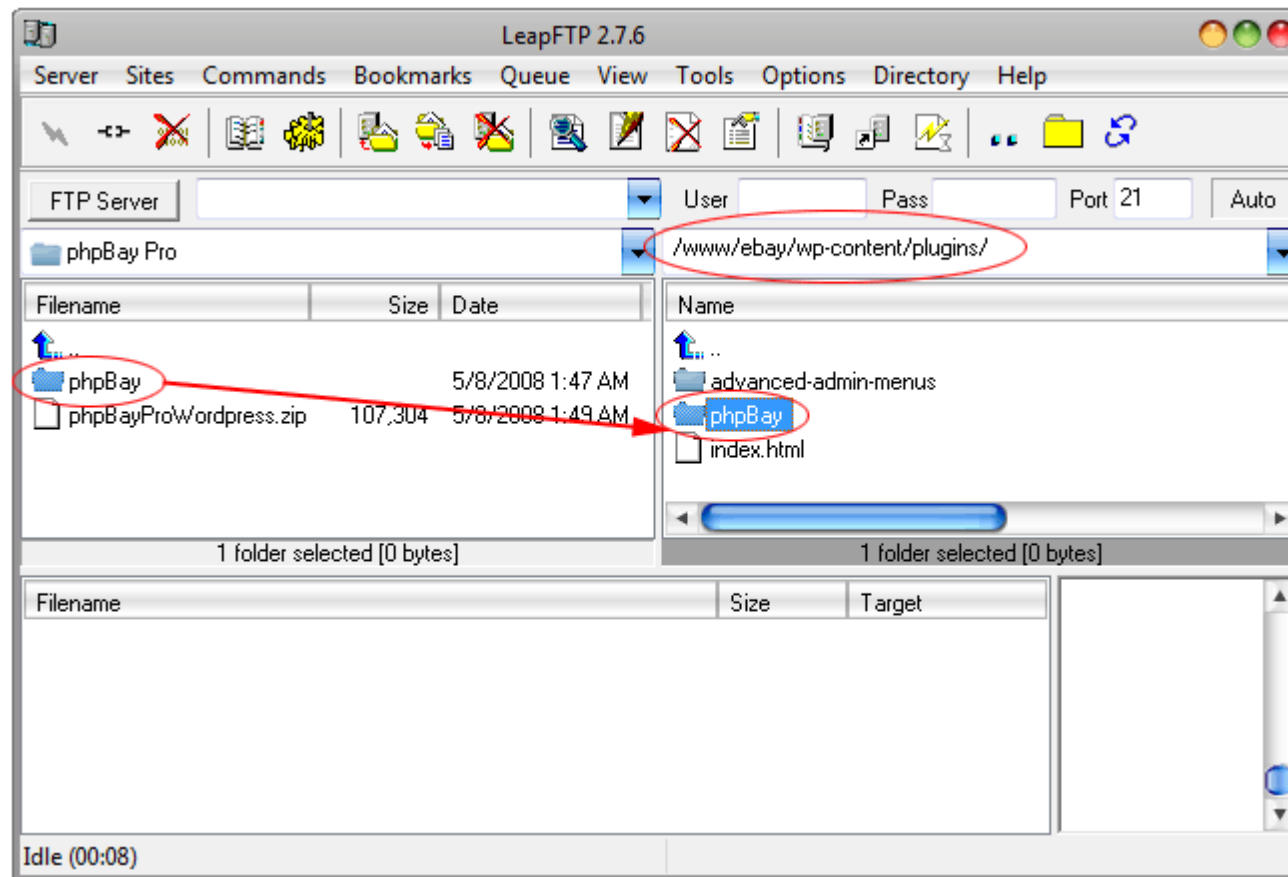 LeapFTP 2.7.6
Server Sites Commands Bookmarks Queue View Tools Options Directory Help
FTP Server User Pass Port 21 Auto
phpBay Pro /www/ebay/wp-content/plugins/
Filename Size Date Name
.. ..
phpBay 5/8/2008 1:47 AM advanced-admin-menus
phpBayProWordpress.zip 107,304 5/8/2008 1:49 AM phpBay
index.html
1 folder selected [0 bytes] 1 folder selected [0 bytes]
Filename Size Target
Idle (00:08)